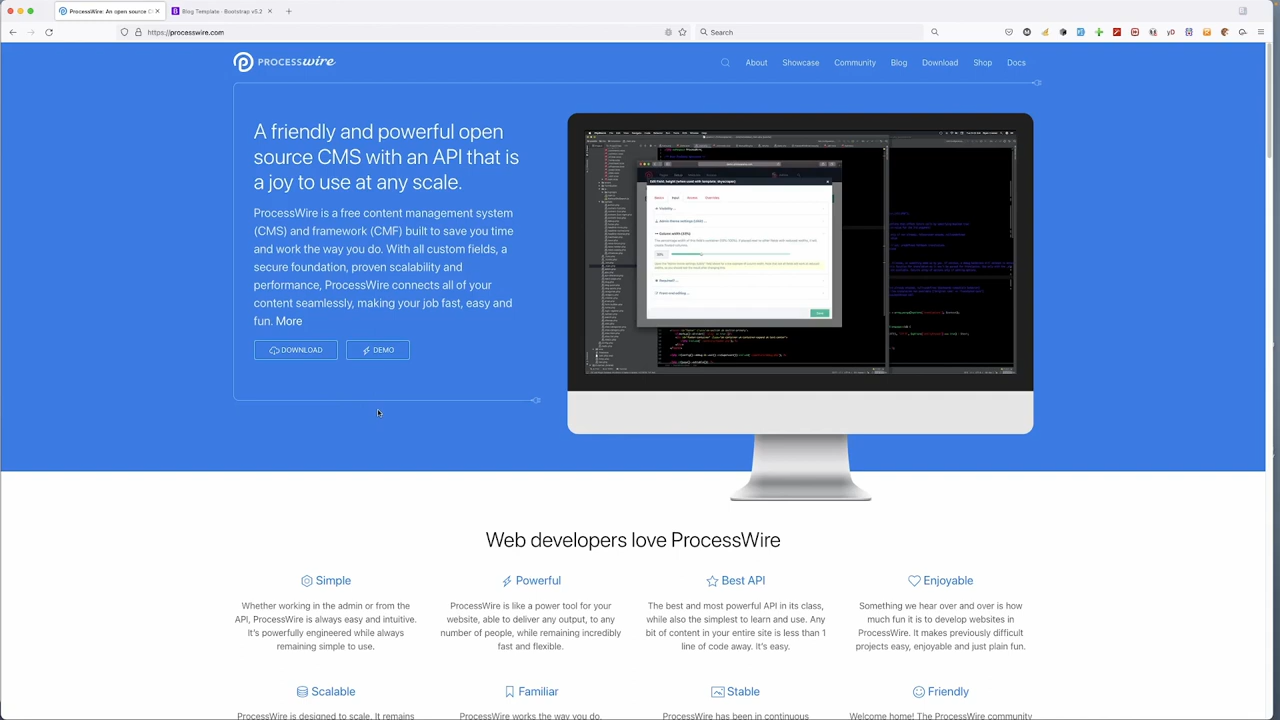 ProcessWire: An open source C
Blog Template · Bootstrap v5.2
https://processwire.com
Search
PROCESSwire
About
Showcase
Community
Blog
Download
Shop
Docs
A friendly and powerful open
source CMS with an API that is
a joy to use at any scale.
ProcessWire is a free content management system
(CMS) and framework (CMF) built to save you time
and work the way you do. With all custom fields, a
secure foundation, proven scalability and
performance, ProcessWire connects all of your
content seamlessly, making your job fast, easy and
fun. More
DOWNLOAD
DEMO
Web developers love ProcessWire
Simple
Powerful
Best API
Enjoyable
Whether working in the admin or from the
API, ProcessWire is always easy and intuitive.
It's powerfully engineered while always
remaining simple to use.
ProcessWire is like a power tool for your
website, able to deliver any output, to any
number of people, while remaining incredibly
fast and flexible.
The best and most powerful API in its class,
while also the simplest to learn and use. Any
bit of content in your entire site is less than 1
line of code away. It's easy.
Something we hear over and over is how
much fun it is to develop websites in
ProcessWire. It makes previously difficult
projects easy, enjoyable and just plain fun.
Scalable
Familiar
Stable
Friendly
ProcessWire is designed to scale. It remains
ProcessWire works the way you do.
ProcessWire has been in continuous
Welcome home! The ProcessWire community